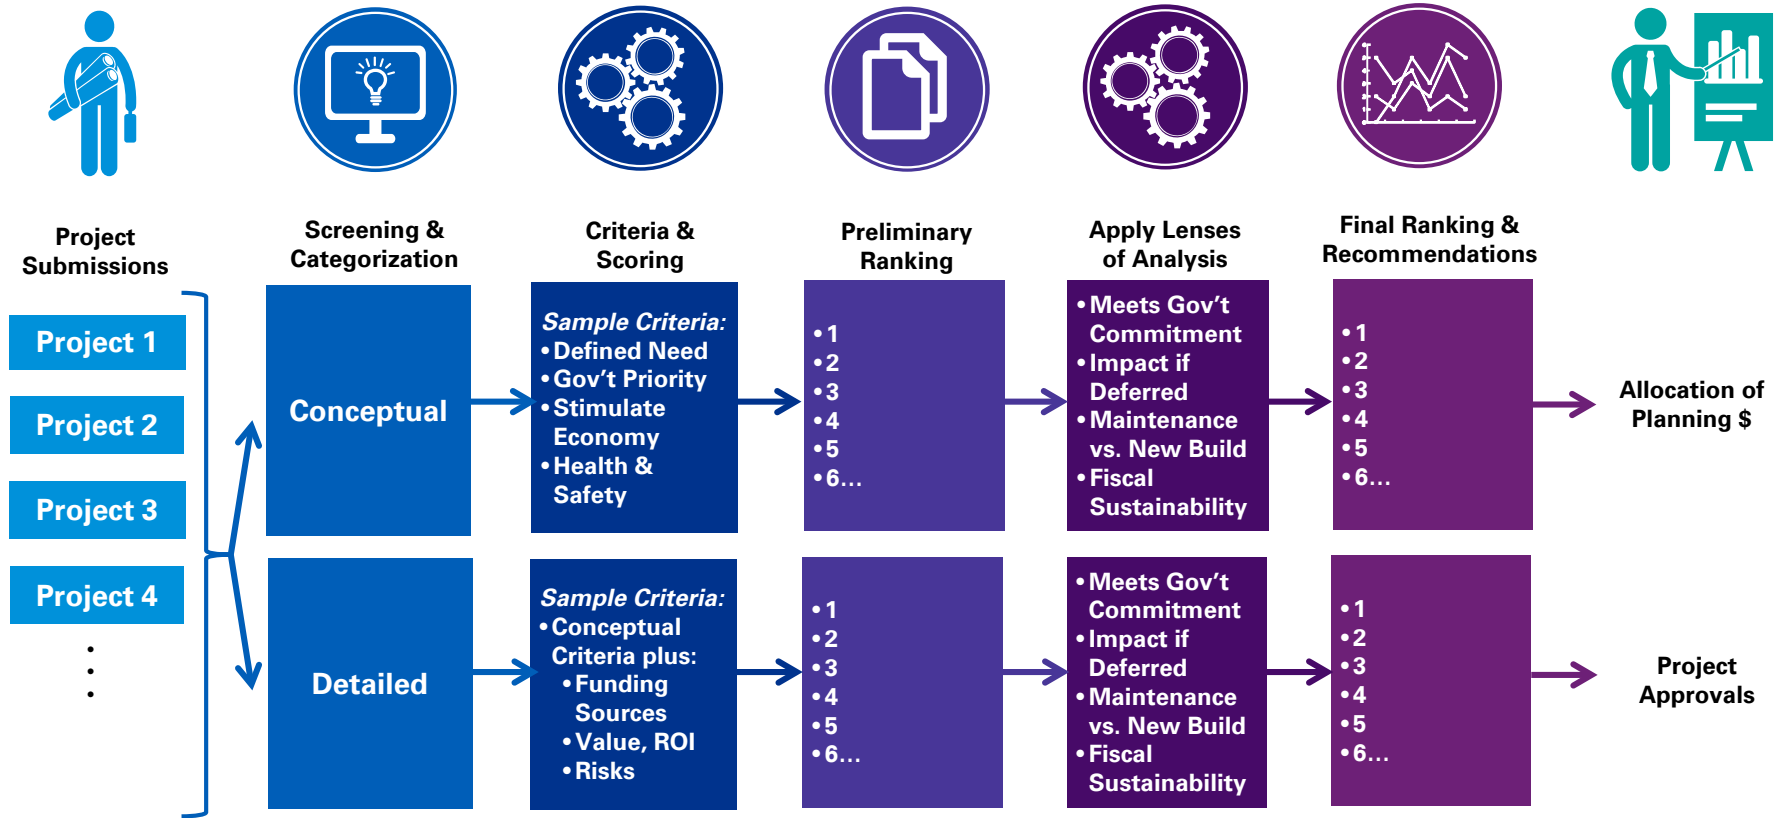 Project
Submissions
Screening &
Categorization
Criteria &
Scoring
Preliminary
Ranking
Apply Lenses
of Analysis
Final Ranking &
Recommendations
Project 1
Project 2
Project 3
Project 4
Conceptual
Sample Criteria:
•Defined Need
•Gov't Priority
•Stimulate
Economy
•Health &
Safety
•1
•2
•3
•4
•5
•6...
•Meets Gov't
Commitment
•Impact if
Deferred
•Maintenance
vs. New Build
•Fiscal
Sustainability
•1
•2
•3
•4
•5
•6...
Allocation of
Planning $
Detailed
Sample Criteria:
•Conceptual
Criteria plus:
•Funding
Sources
•Value, ROI
•Risks
•1
•2
•3
•4
•5
•6...
•Meets Gov't
Commitment
•Impact if
Deferred
•Maintenance
vs. New Build
•Fiscal
Sustainability
•1
•2
•3
•4
•5
•6...
Project
Approvals